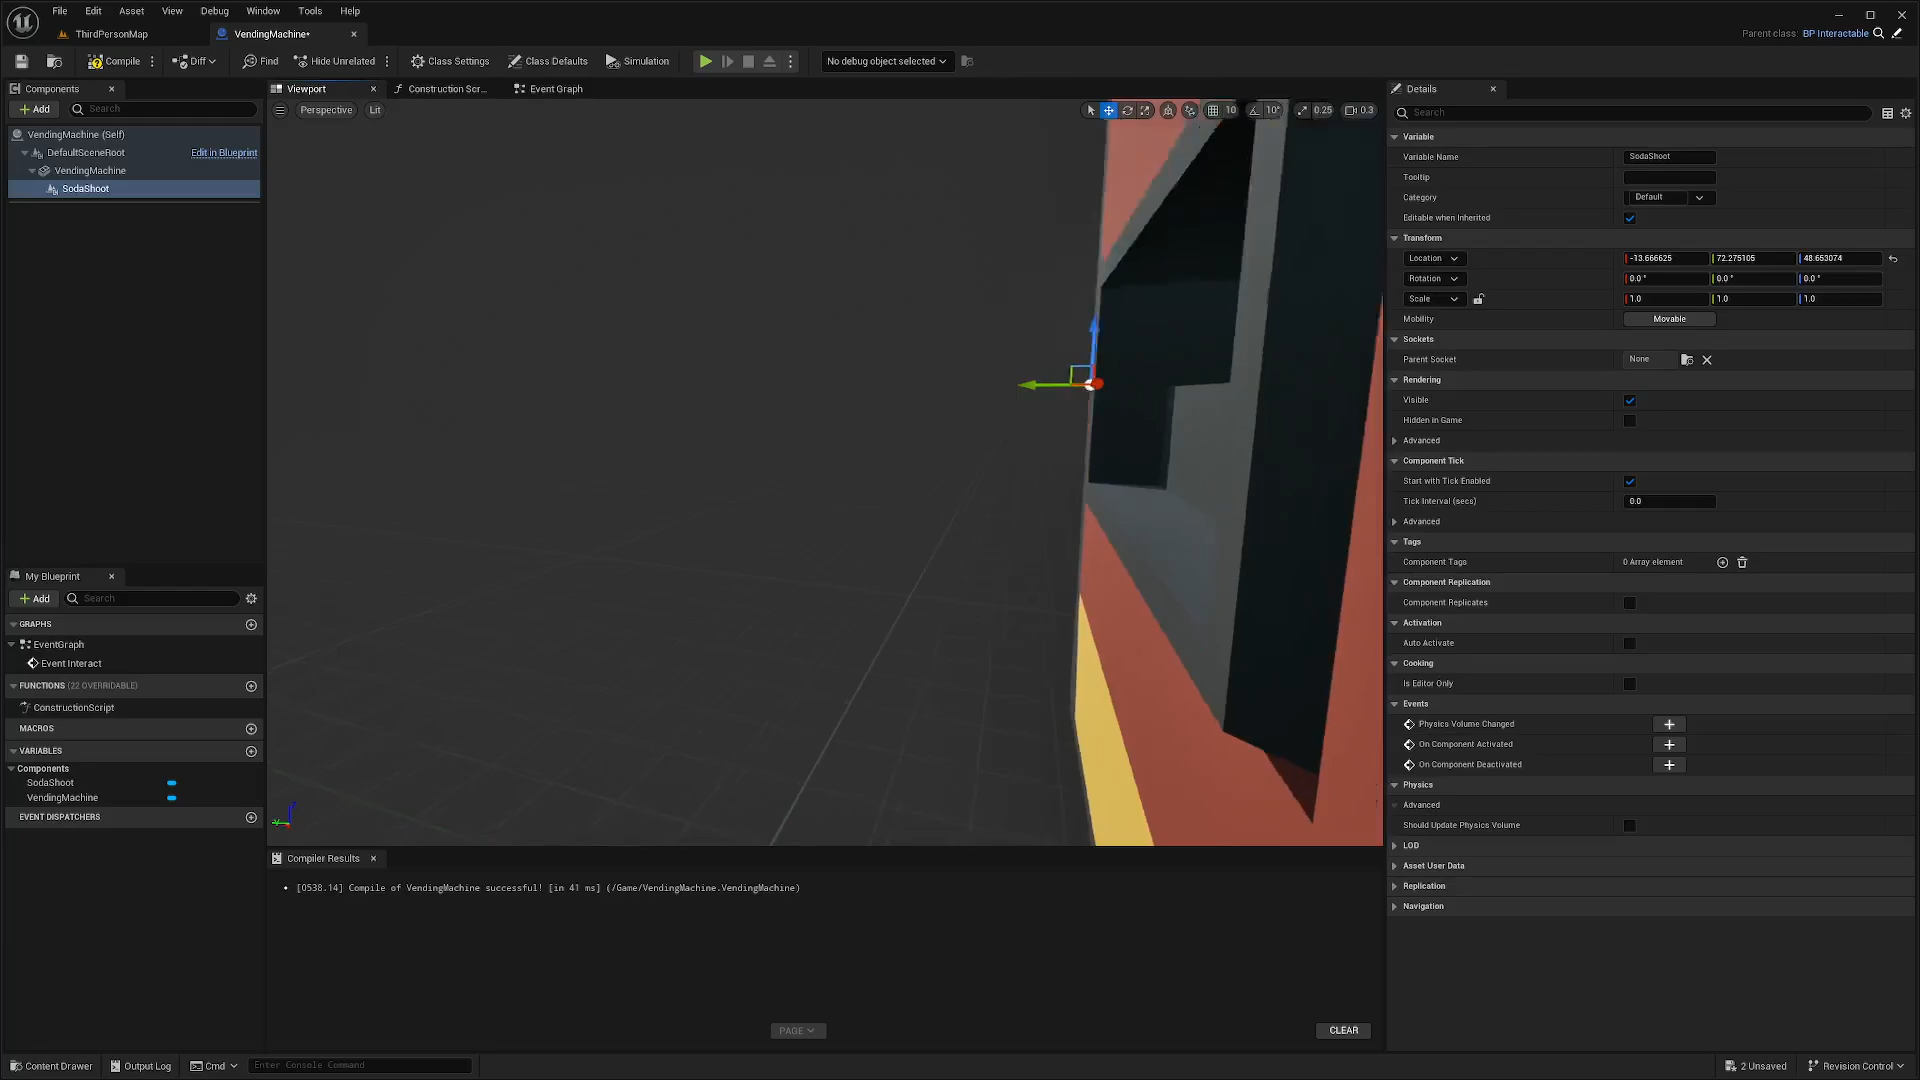 File Edit Asset View Debug Window Tools Help
ThirdPersonMap
VendingMachine*
Parent class: BP Interactable
Compile
Diff
Find
Hide Unrelated
Class Settings
Class Defaults
Simulation
No debug object selected
Components
Add
Search
VendingMachine (Self)
DefaultSceneRoot
Edit in Blueprint
VendingMachine
SodaShoot
Viewport
Construction Scr...
Event Graph
Perspective
Lit
10
10°
0.25
0.3
Details
Search
Variable
Variable Name
SodaShoot
Tooltip
Category
Default
Editable when Inherited
Transform
Location
-13.666625
72.275105
48.653074
Rotation
0.0 °
0.0 °
0.0 °
Scale
1.0
1.0
1.0
Mobility
Movable
Sockets
Parent Socket
None
Rendering
Visible
Hidden in Game
Advanced
Component Tick
Start with Tick Enabled
Tick Interval (secs)
0.0
Advanced
Tags
Component Tags
0 Array element
Component Replication
Component Replicates
Activation
Auto Activate
Cooking
Is Editor Only
Events
Physics Volume Changed
On Component Activated
On Component Deactivated
Physics
Advanced
Should Update Physics Volume
LOD
Asset User Data
Replication
Navigation
My Blueprint
Add
Search
GRAPHS
EventGraph
Event Interact
FUNCTIONS (22 OVERRIDABLE)
ConstructionScript
MACROS
VARIABLES
Components
SodaShoot
VendingMachine
EVENT DISPATCHERS
Compiler Results
[0538.14] Compile of VendingMachine successful! [in 41 ms] (/Game/VendingMachine.VendingMachine)
PAGE
CLEAR
Content Drawer
Output Log
Cmd
Enter Console Command
2 Unsaved
Revision Control